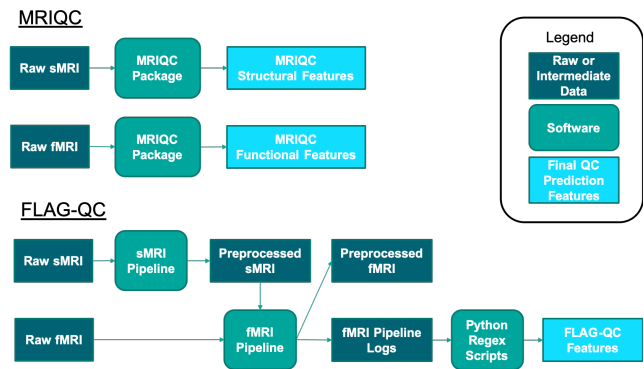 MRIQC
Raw sMRI
MRIQC
Package
MRIQC
Structural Features
Raw fMRI
MRIQC
Package
MRIQC
Functional Features
Legend
Raw or
Intermediate
Data
Software
Final QC
Prediction
Features
FLAG-QC
Raw sMRI
sMRI
Pipeline
Preprocessed
sMRI
Preprocessed
fMRI
Raw fMRI
fMRI
Pipeline
fMRI Pipeline
Logs
Python
Regex
Scripts
FLAG-QC
Features